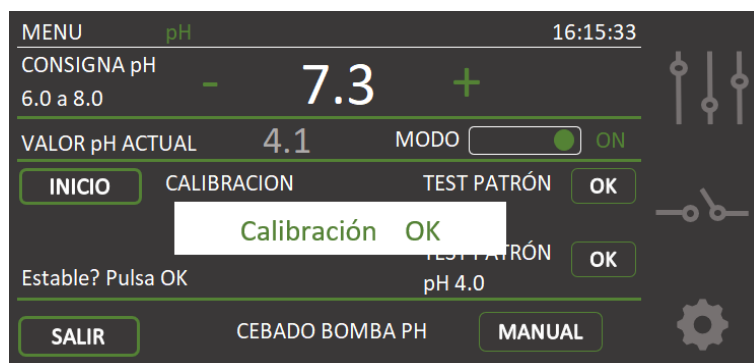 MENU pH 16:15:33
CONSIGNA pH
6.0 a 8.0 - 7.3 +
VALOR pH ACTUAL 4.1 MODO ON
INICIO CALIBRACION TEST PATRÓN OK
Calibración OK
TEST PATRÓN OK
Estable? Pulsa OK pH 4.0
SALIR CEBADO BOMBA PH MANUAL